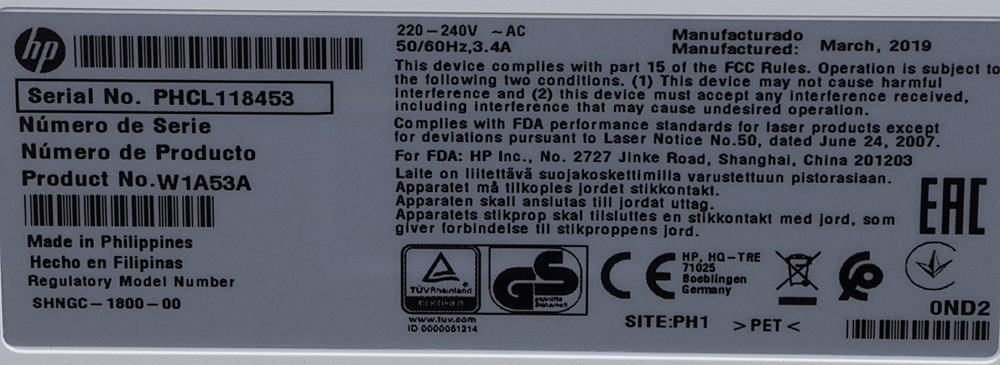 hp
Serial No. PHCL118453
Número de Serie
Número de Producto
Product No.W1A53A
Made in Philippines
Hecho en Filipinas
Regulatory Model Number
SHNGC-1800-00
220-240V ~AC
50/60Hz,3.4A
Manufacturado
Manufactured: March, 2019
This device complies with part 15 of the FCC Rules. Operation is subject to
the following two conditions. (1) This device may not cause harmful
interference and (2) this device must accept any interference received,
including interference that may cause undesired operation.
Complies with FDA performance standards for laser products except
for deviations pursuant to Laser Notice No.50, dated June 24, 2007.
For FDA: HP Inc., No. 2727 Jinke Road, Shanghai, China 201203
Laite on liitettävä suojakoskettimilla varustettuun pistorasiaan.
Apparatet må tilkoples jordet stikkontakt.
Apparaten skall anslutas till jordat uttag.
Apparatets stikprop skal tilsluttes en stikkontakt med jord, som
giver forbindelse til stikproppens jord.
EAC
TÜVRheinland
CERTIFIED
www.tuv.com
ID 0000051214
GS
geprüfte
Sicherheit
CE
HP, HQ-TRE
71025
Boeblingen
Germany
SITE:PH1 >PET<
0ND2